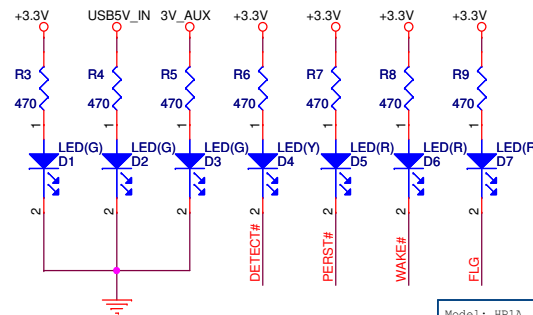 +3.3V USB5V_IN 3V_AUX +3.3V +3.3V +3.3V +3.3V
R3 R4 R5 R6 R7 R8 R9
470 470 470 470 470 470 470
1 1 1 1 1 1 1
LED(G) LED(G) LED(G) LED(Y) LED(R) LED(R) LED(R
D1 D2 D3 D4 D5 D6 D7
2 2 2 2 2 2 2
DETECT# PERST# WAKE# FLG